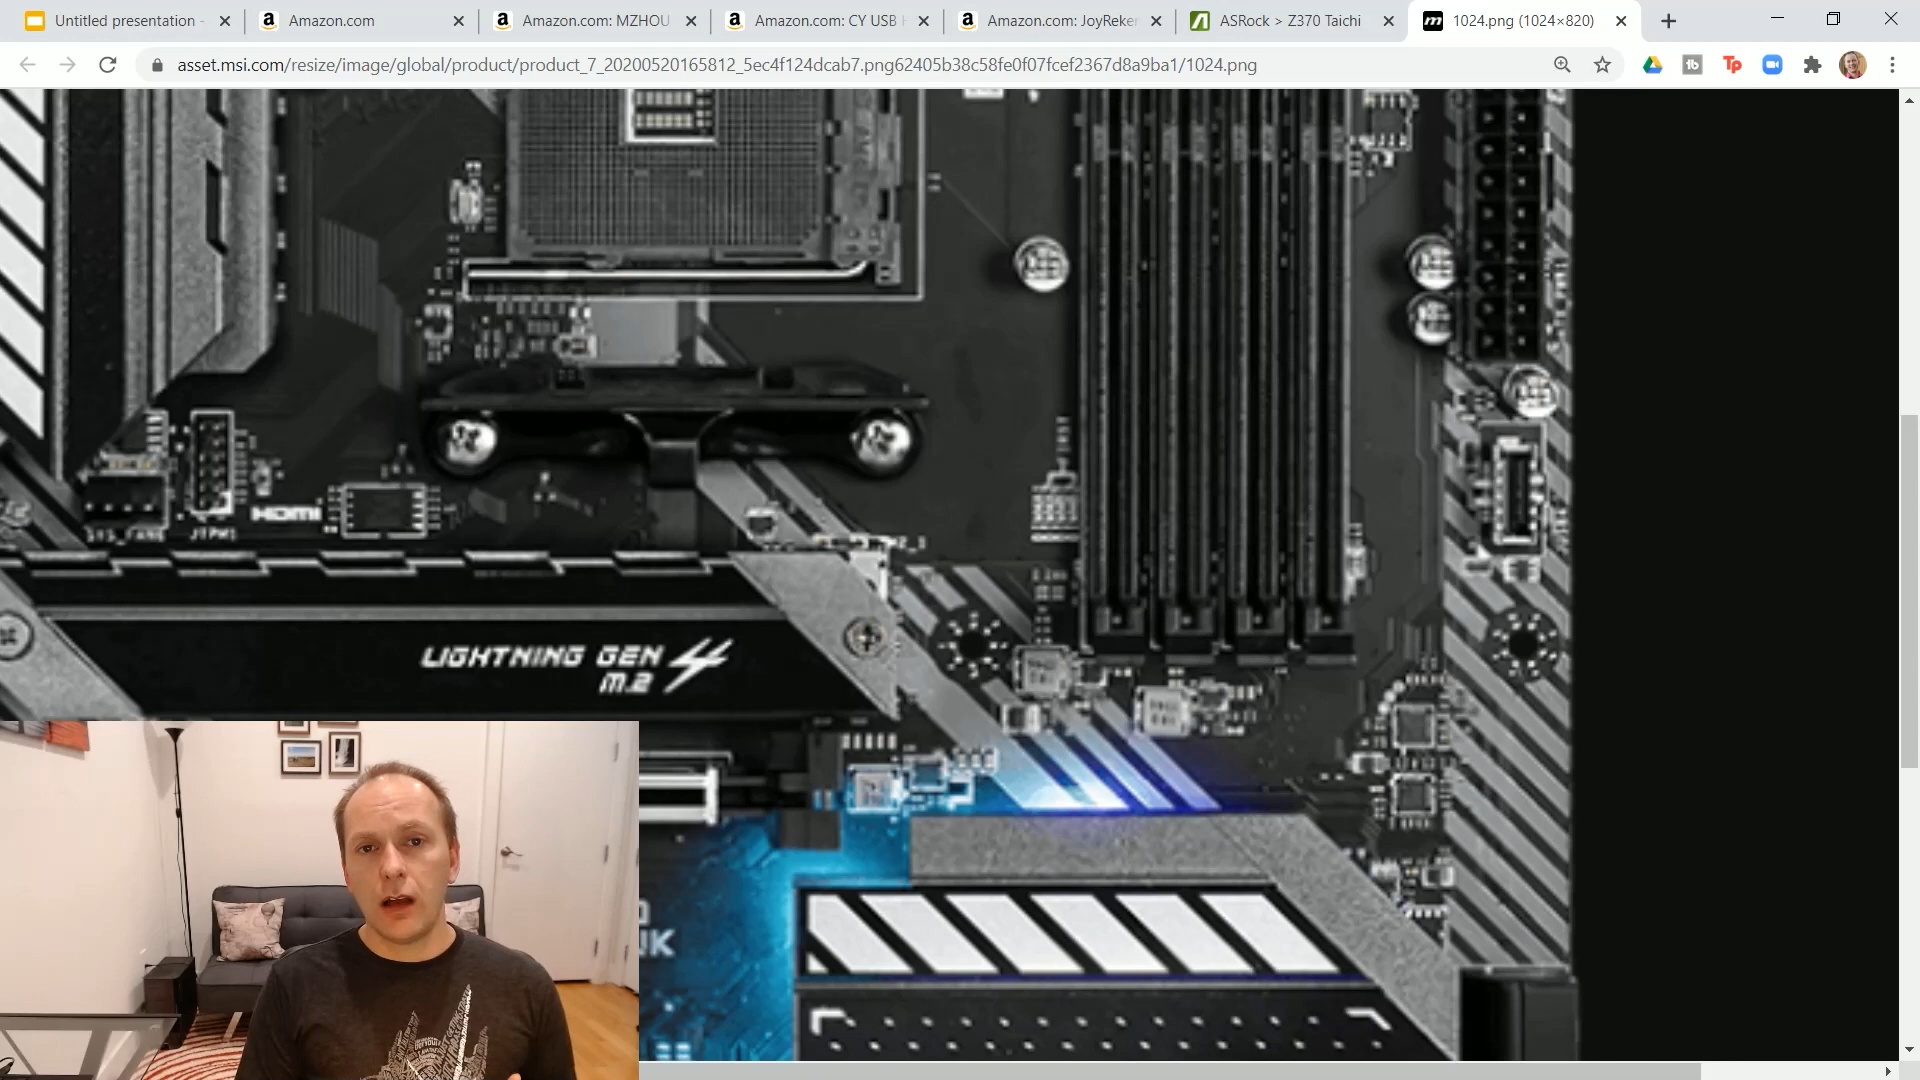 Untitled presentation -
Amazon.com
Amazon.com: MZHOU
Amazon.com: CY USB
Amazon.com: JoyReke
ASRock > Z370 Taichi
1024.png (1024×820)
asset.msi.com/resize/image/global/product/product_7_20200520165812_5ec4f124dcab7.png62405b38c58fe0f07fcef2367d8a9ba1/1024.png
HDMI
JTPM1
LIGHTNING GEN 4
M.2